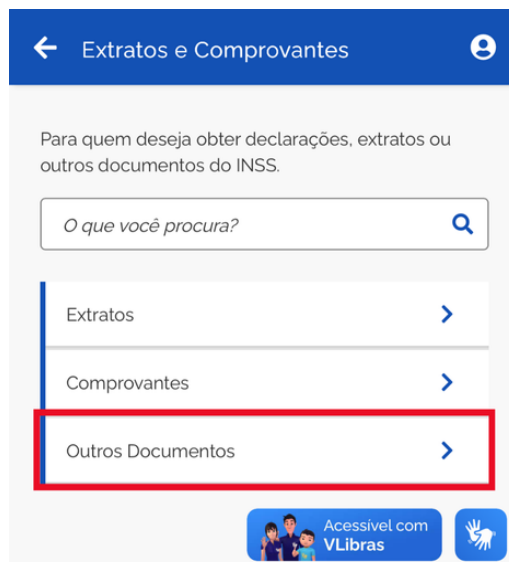 Extratos e Comprovantes
Para quem deseja obter declarações, extratos ou
outros documentos do INSS.
O que você procura?
Extratos
Comprovantes
Outros Documentos
Acessível com
VLibras